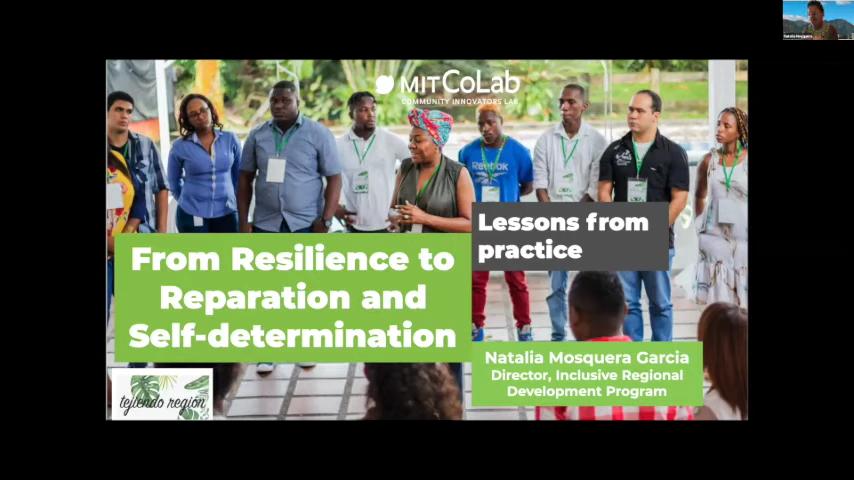 MIT CoLab
COMMUNITY INNOVATORS LAB
Reebok
Lessons from
practice
From Resilience to
Reparation and
Self-determination
Natalia Mosquera Garcia
Director, Inclusive Regional
Development Program
tejiendo región